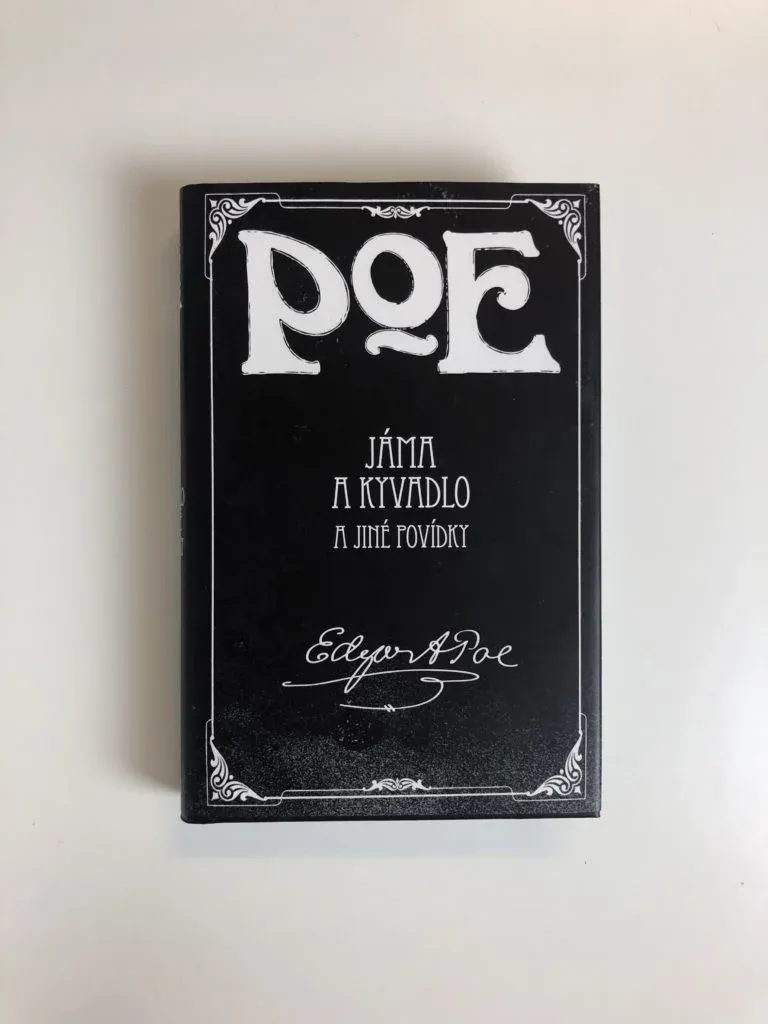 POE
JÁMA
A KYVADLO
A JINÉ POVÍDKY
Edgar A Poe